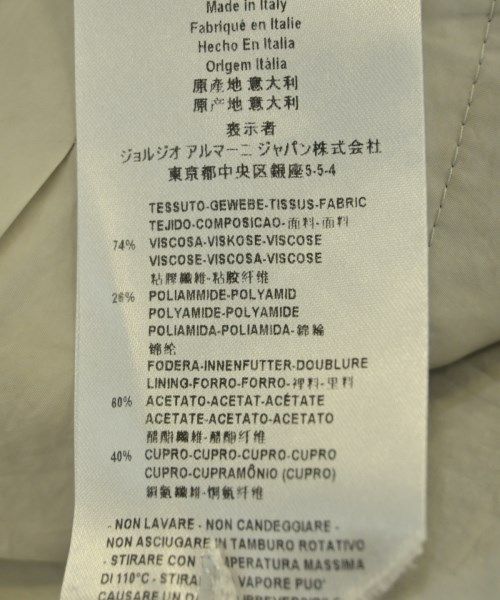 Made in Italy
Fabriqué en Italie
Hecho En Italia
Origem Itália
原産地 意大利
原产地 意大利
表示者
ジョルジオ アルマーニ ジャパン株式会社
東京都中央区銀座5-5-4
TESSUTO-GEWEBE-TISSUS-FABRIC
TEJIDO-COMPOSICAO-面料-面料
74% VISCOSA-VISKOSE-VISCOSE
VISCOSE-VISCOSA-VISCOSE
粘膠纖維-粘胶纤维
26% POLIAMMIDE-POLYAMID
POLYAMIDE-POLYAMIDE
POLIAMIDA-POLIAMIDA-錦綸
锦纶
FODERA-INNENFUTTER-DOUBLURE
LINING-FORRO-FORRO-裡料-里料
60% ACETATO-ACETAT-ACÉTATE
ACETATE-ACETATO-ACETATO
醋酯纖維-醋酯纤维
40% CUPRO-CUPRO-CUPRO-CUPRO
CUPRO-CUPRAMÔNIO (CUPRO)
銅氨纖維-铜氨纤维
- NON LAVARE - NON CANDEGGIARE -
NON ASCIUGARE IN TAMBURO ROTATIVO
- STIRARE CON TEMPERATURA MASSIMA
DI 110°C - STIRA VAPORE PUO'
CAUSARE UN